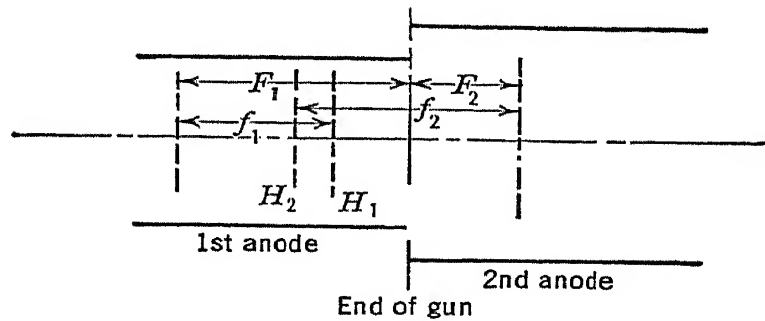 F₁
F₂
f₁
f₂
H₂
H₁
1st anode
2nd anode
End of gun